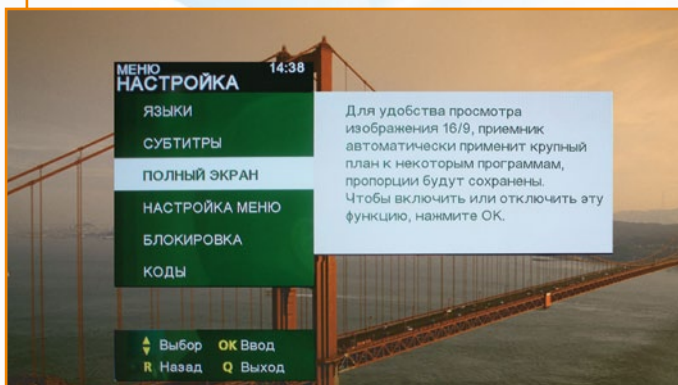 МЕНЮ 14:38
НАСТРОЙКА
ЯЗЫКИ
СУБТИТРЫ
ПОЛНЫЙ ЭКРАН
НАСТРОЙКА МЕНЮ
БЛОКИРОВКА
КОДЫ
Выбор OK Ввод
R Назад Q Выход
Для удобства просмотра
изображения 16/9, приемник
автоматически применит крупный
план к некоторым программам,
пропорции будут сохранены.
Чтобы включить или отключить эту
функцию, нажмите ОК.